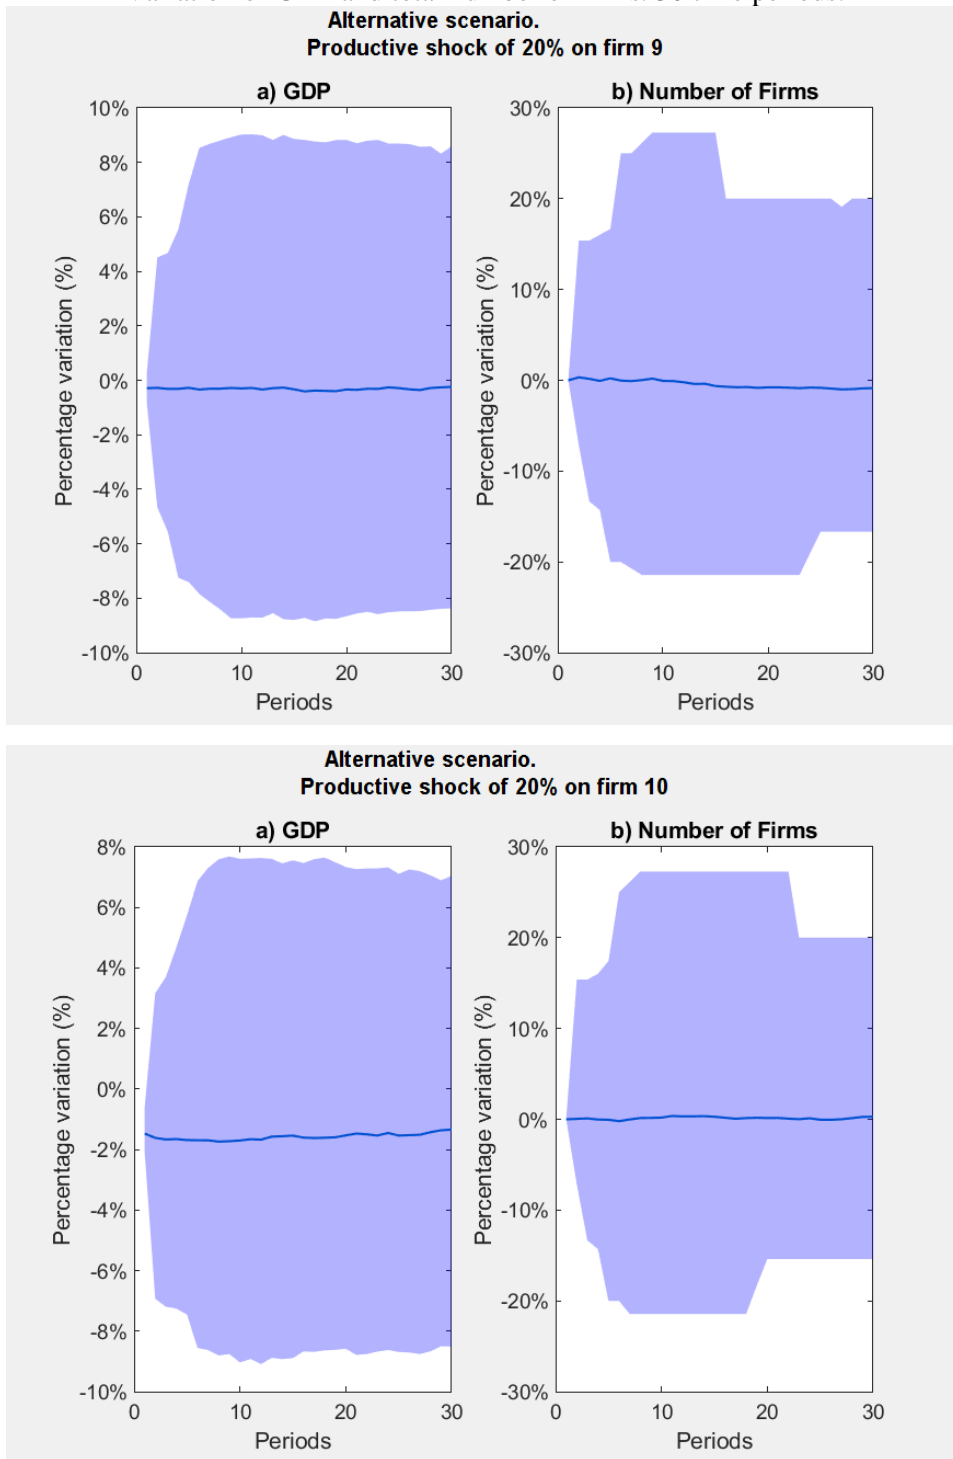 Alternative scenario.
Productive shock of 20% on firm 9
a) GDP
b) Number of Firms
10%
8%
6%
4%
2%
0%
-2%
-4%
-6%
-8%
-10%
Percentage variation (%)
0 10 20 30
Periods
30%
20%
10%
0%
-10%
-20%
-30%
Percentage variation (%)
0 10 20 30
Periods
Alternative scenario.
Productive shock of 20% on firm 10
a) GDP
b) Number of Firms
8%
6%
4%
2%
0%
-2%
-4%
-6%
-8%
-10%
Percentage variation (%)
0 10 20 30
Periods
30%
20%
10%
0%
-10%
-20%
-30%
Percentage variation (%)
0 10 20 30
Periods